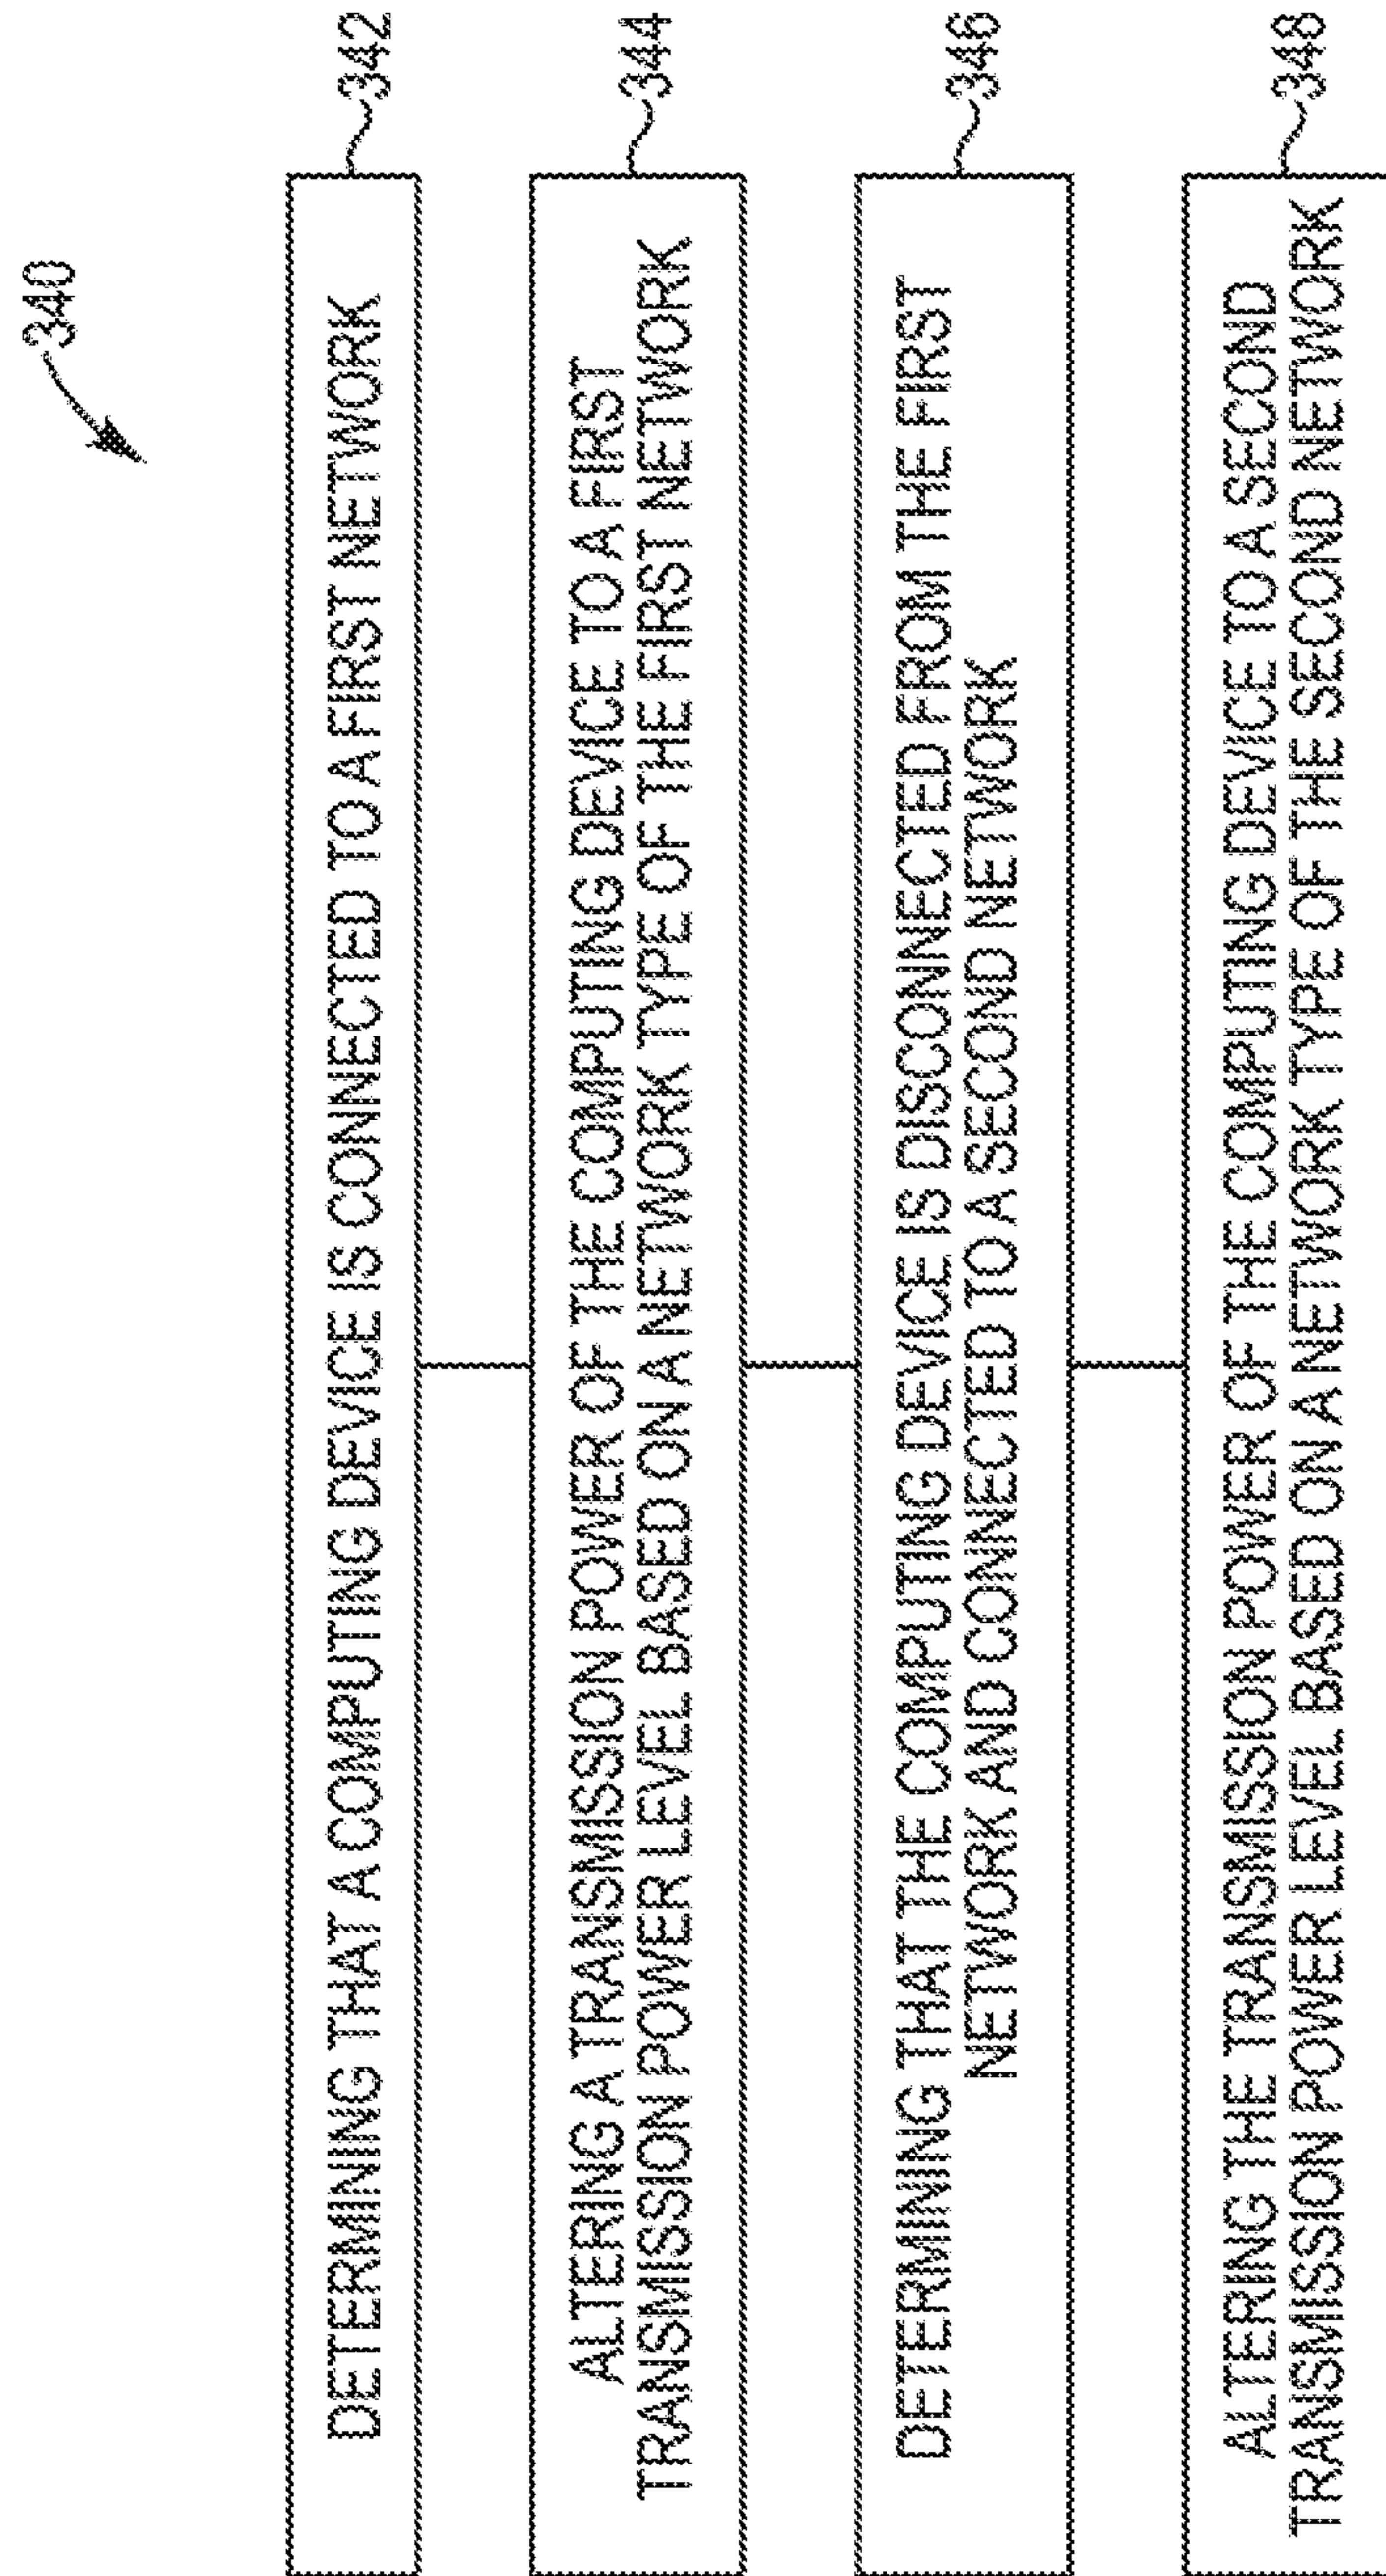 340
DETERMINING THAT A COMPUTING DEVICE IS CONNECTED TO A FIRST NETWORK
342
ALTERING A TRANSMISSION POWER OF THE COMPUTING DEVICE TO A FIRST
TRANSMISSION POWER LEVEL BASED ON A NETWORK TYPE OF THE FIRST NETWORK
344
DETERMINING THAT THE COMPUTING DEVICE IS DISCONNECTED FROM THE FIRST
NETWORK AND CONNECTED TO A SECOND NETWORK
346
ALTERING THE TRANSMISSION POWER OF THE COMPUTING DEVICE TO A SECOND
TRANSMISSION POWER LEVEL BASED ON A NETWORK TYPE OF THE SECOND NETWORK
348